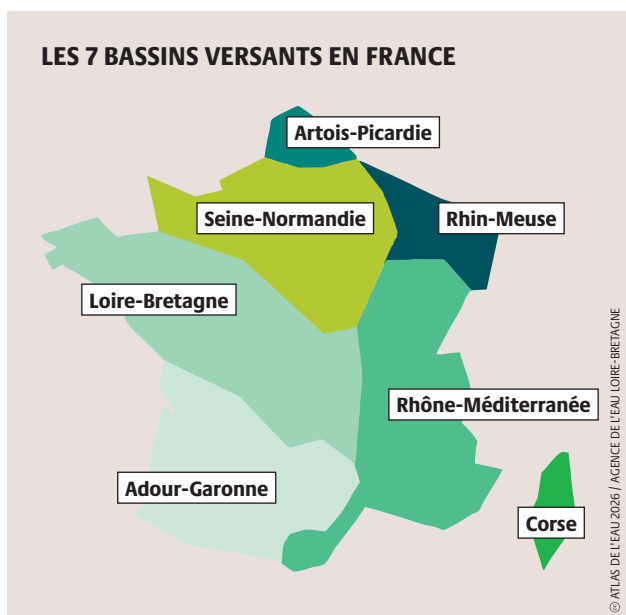 LES 7 BASSINS VERSANTS EN FRANCE
Artois-Picardie
Seine-Normandie
Rhin-Meuse
Loire-Bretagne
Rhône-Méditerranée
Adour-Garonne
Corse
© ATLAS DE L'EAU 2026 / AGENCE DE L'EAU LOIRE-BRETAGNE